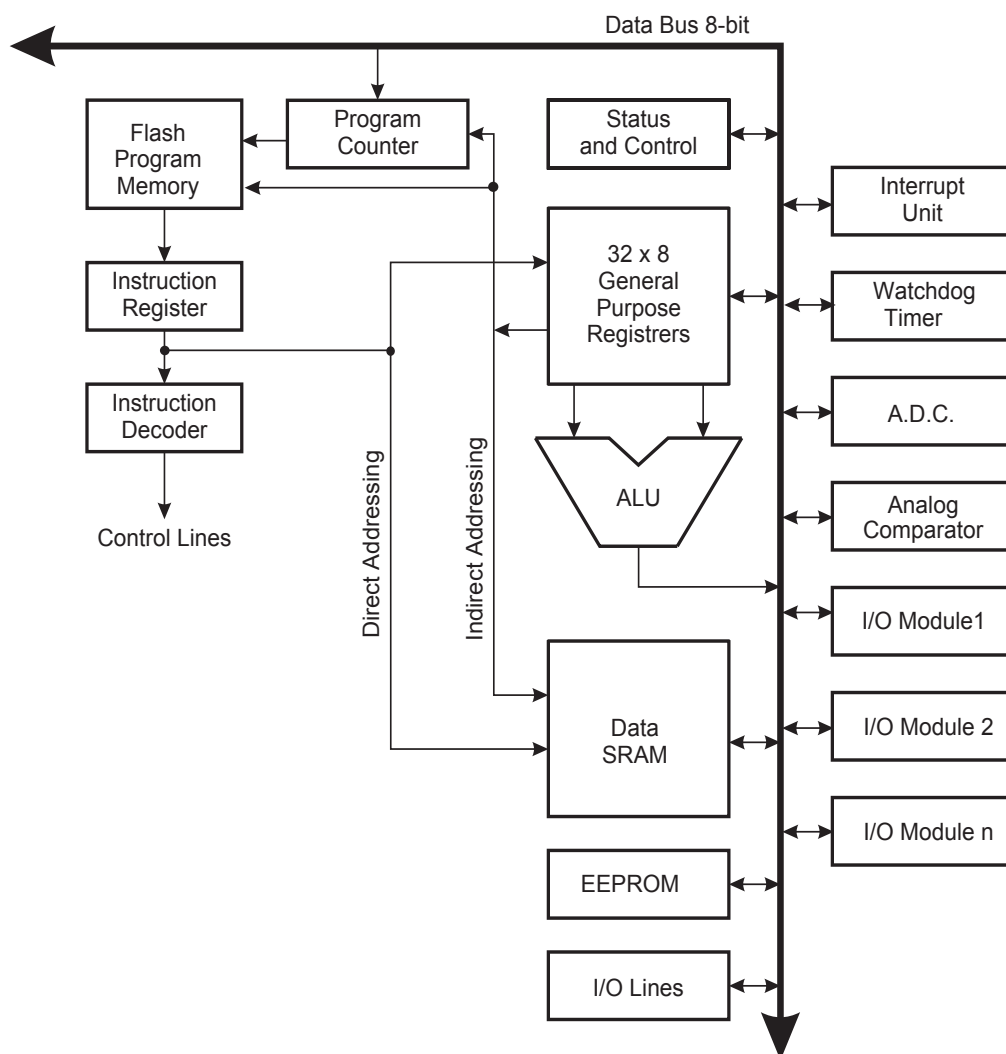 Data Bus 8-bit
Flash
Program
Memory
Program
Counter
Status
and Control
Interrupt
Unit
32 x 8
General
Purpose
Registrers
Instruction
Register
Watchdog
Timer
Instruction
Decoder
A.D.C.
Control Lines
Direct Addressing
Indirect Addressing
ALU
Analog
Comparator
I/O Module1
Data
SRAM
I/O Module 2
I/O Module n
EEPROM
I/O Lines